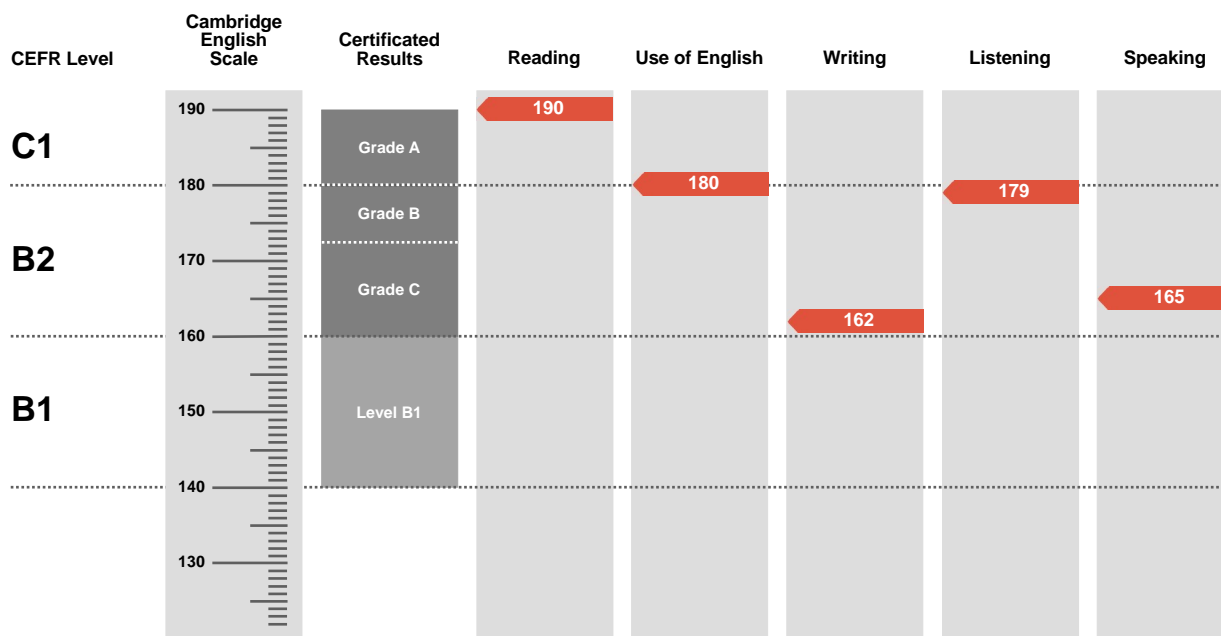 CEFR Level
Cambridge
English
Scale
Certificated
Results
Reading
Use of English
Writing
Listening
Speaking
190
190
C1
Grade A
180
180
179
Grade B
B2
170
Grade C
165
162
160
B1
150
Level B1
140
130